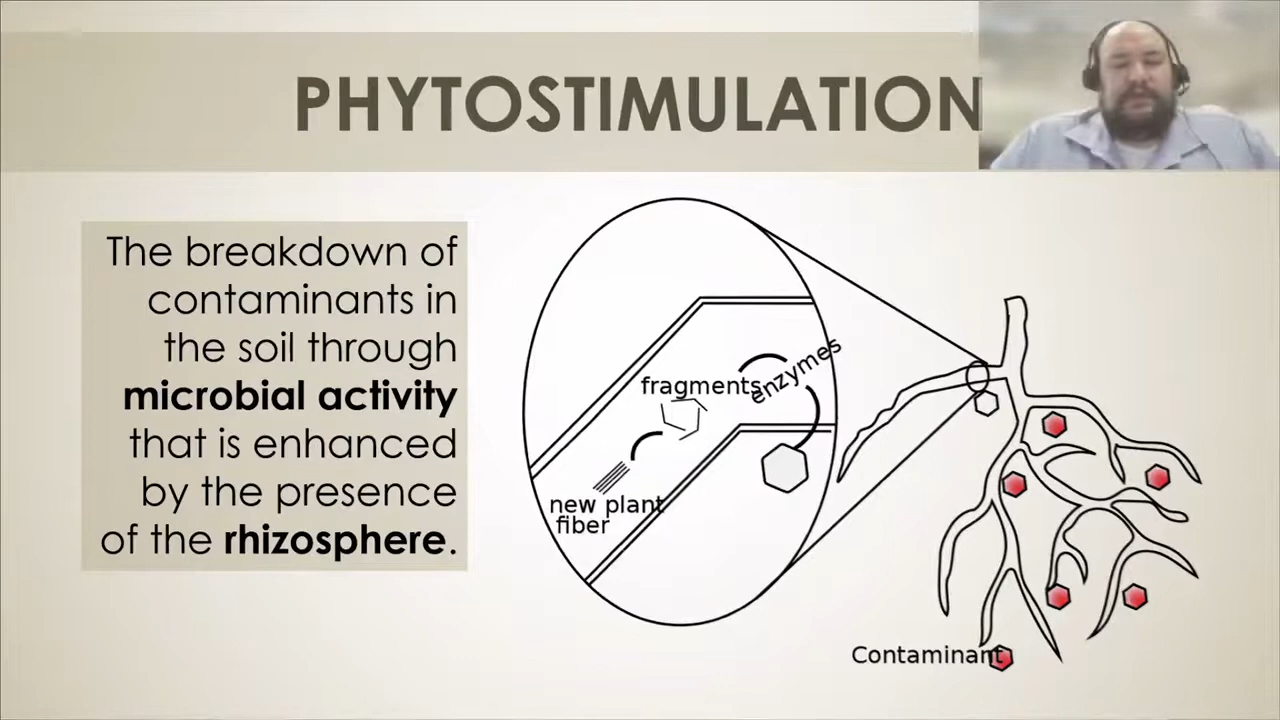 PHYTOSTIMULATION
The breakdown of
contaminants in
the soil through
microbial activity
that is enhanced
by the presence
of the rhizosphere.
enzymes
fragments
new plant
fiber
Contaminant